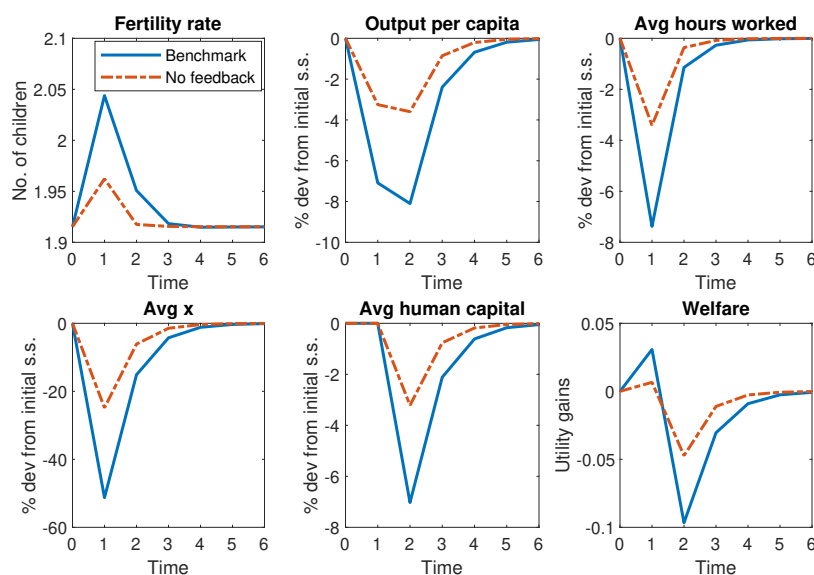 Fertility rate
2.1
2.05
2
1.95
1.9
No. of children
Benchmark
No feedback
0 1 2 3 4 5 6
Time
Output per capita
0
-2
-4
-6
-8
-10
% dev from initial s.s.
0 1 2 3 4 5 6
Time
Avg hours worked
0
-2
-4
-6
-8
% dev from initial s.s.
0 1 2 3 4 5 6
Time
Avg x
0
-20
-40
-60
% dev from initial s.s.
0 1 2 3 4 5 6
Time
Avg human capital
0
-2
-4
-6
-8
% dev from initial s.s.
0 1 2 3 4 5 6
Time
Welfare
0.05
0
-0.05
-0.1
Utility gains
0 1 2 3 4 5 6
Time